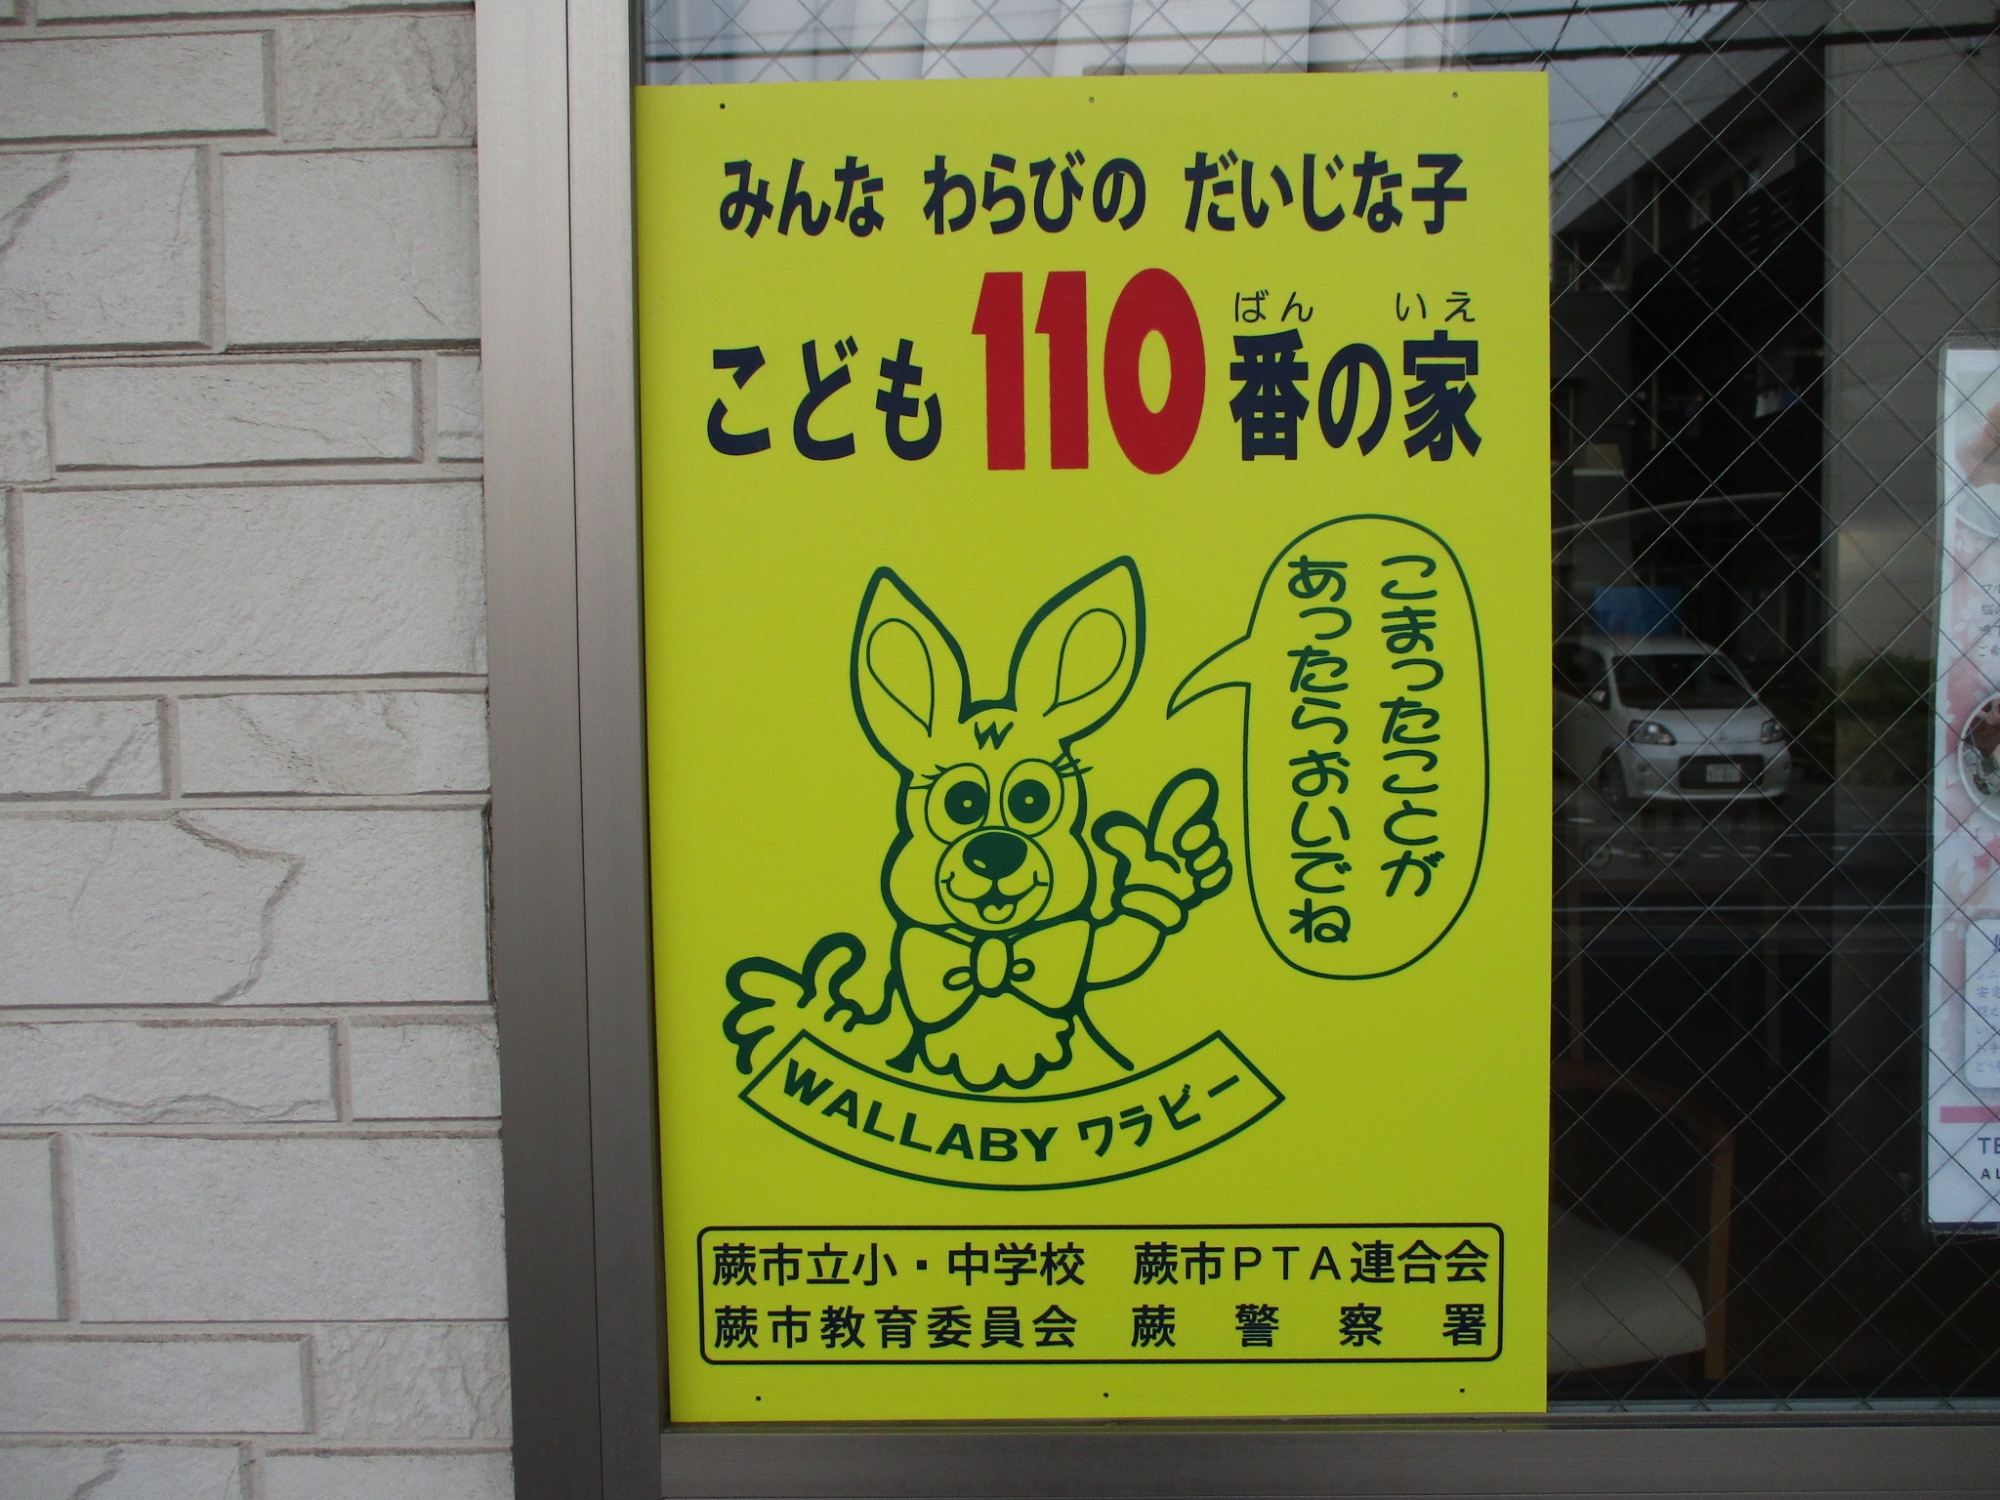 みんな わらびの だいじな子
こども110番の家
ばん いえ
こまったことが
あったらおいでね
W
WALLABY ワラビー
蕨市立小・中学校 蕨市PTA連合会
蕨市教育委員会 蕨警察署